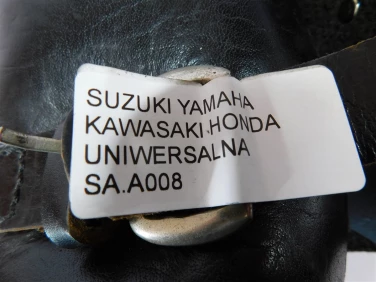 SUZUKI YAMAHA
KAWASAKI.HONDA
UNIWERSALNA
SA.A008